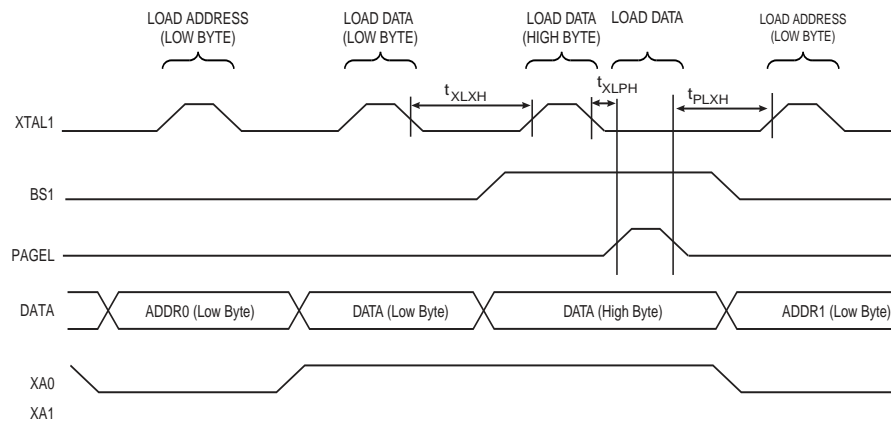 LOAD ADDRESS
(LOW BYTE)
LOAD DATA
(LOW BYTE)
LOAD DATA
(HIGH BYTE)
LOAD DATA
LOAD ADDRESS
(LOW BYTE)
tXLXH
tXLPH
tPLXH
XTAL1
BS1
PAGEL
DATA
ADDR0 (Low Byte)
DATA (Low Byte)
DATA (High Byte)
ADDR1 (Low Byte)
XA0
XA1